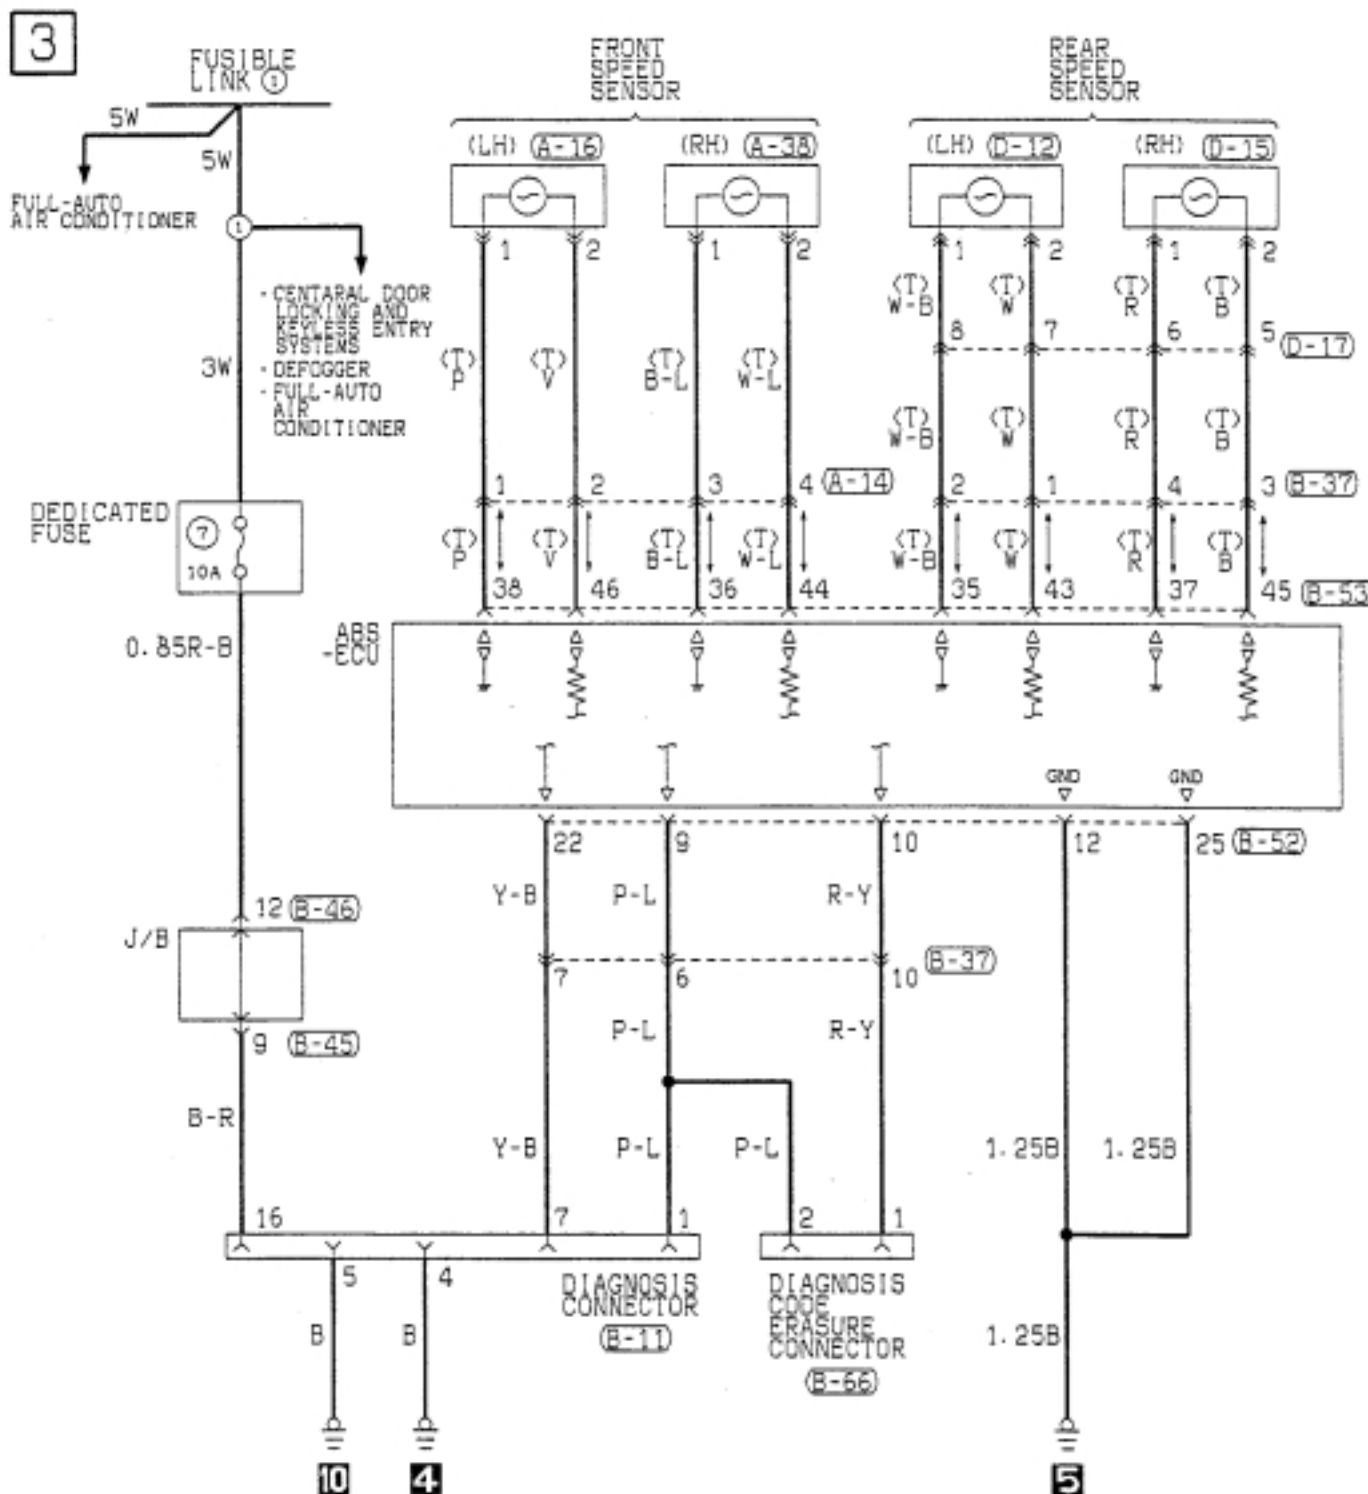 3
FUSIBLE
LINK ①
5W
5W
FULL-AUTO
AIR CONDITIONER
1
· CENTARAL DOOR
LOCKING AND
KEYLESS ENTRY
SYSTEMS
· DEFOGGER
· FULL-AUTO
AIR
CONDITIONER
3W
DEDICATED
FUSE
7
10A
0.85R-B
12 B-46
J/B
9 B-45
B-R
FRONT
SPEED
SENSOR
(LH) A-16 (RH) A-38
1 2 1 2
(T) (T) (T) (T)
P V B-L W-L
1 2 3 4 A-14
(T) (T) (T) (T)
P V B-L W-L
38 46 36 44
REAR
SPEED
SENSOR
(LH) D-12 (RH) D-15
1 2 1 2
(T) (T) (T) (T)
W-B W R B
8 7 6 5 D-17
(T) (T) (T) (T)
W-B W R B
2 1 4 3 B-37
(T) (T) (T) (T)
W-B W R B
35 43 37 45 B-53
ABS
-ECU
GND GND
22 9 10 12 25 B-52
Y-B P-L R-Y
7 6 10 B-37
P-L R-Y
Y-B P-L P-L 1.25B 1.25B
16 7 1 2 1
5 4
DIAGNOSIS
CONNECTOR
B-11
DIAGNOSIS
CODE
ERASURE
CONNECTOR
B-66
B B 1.25B
10 4 5